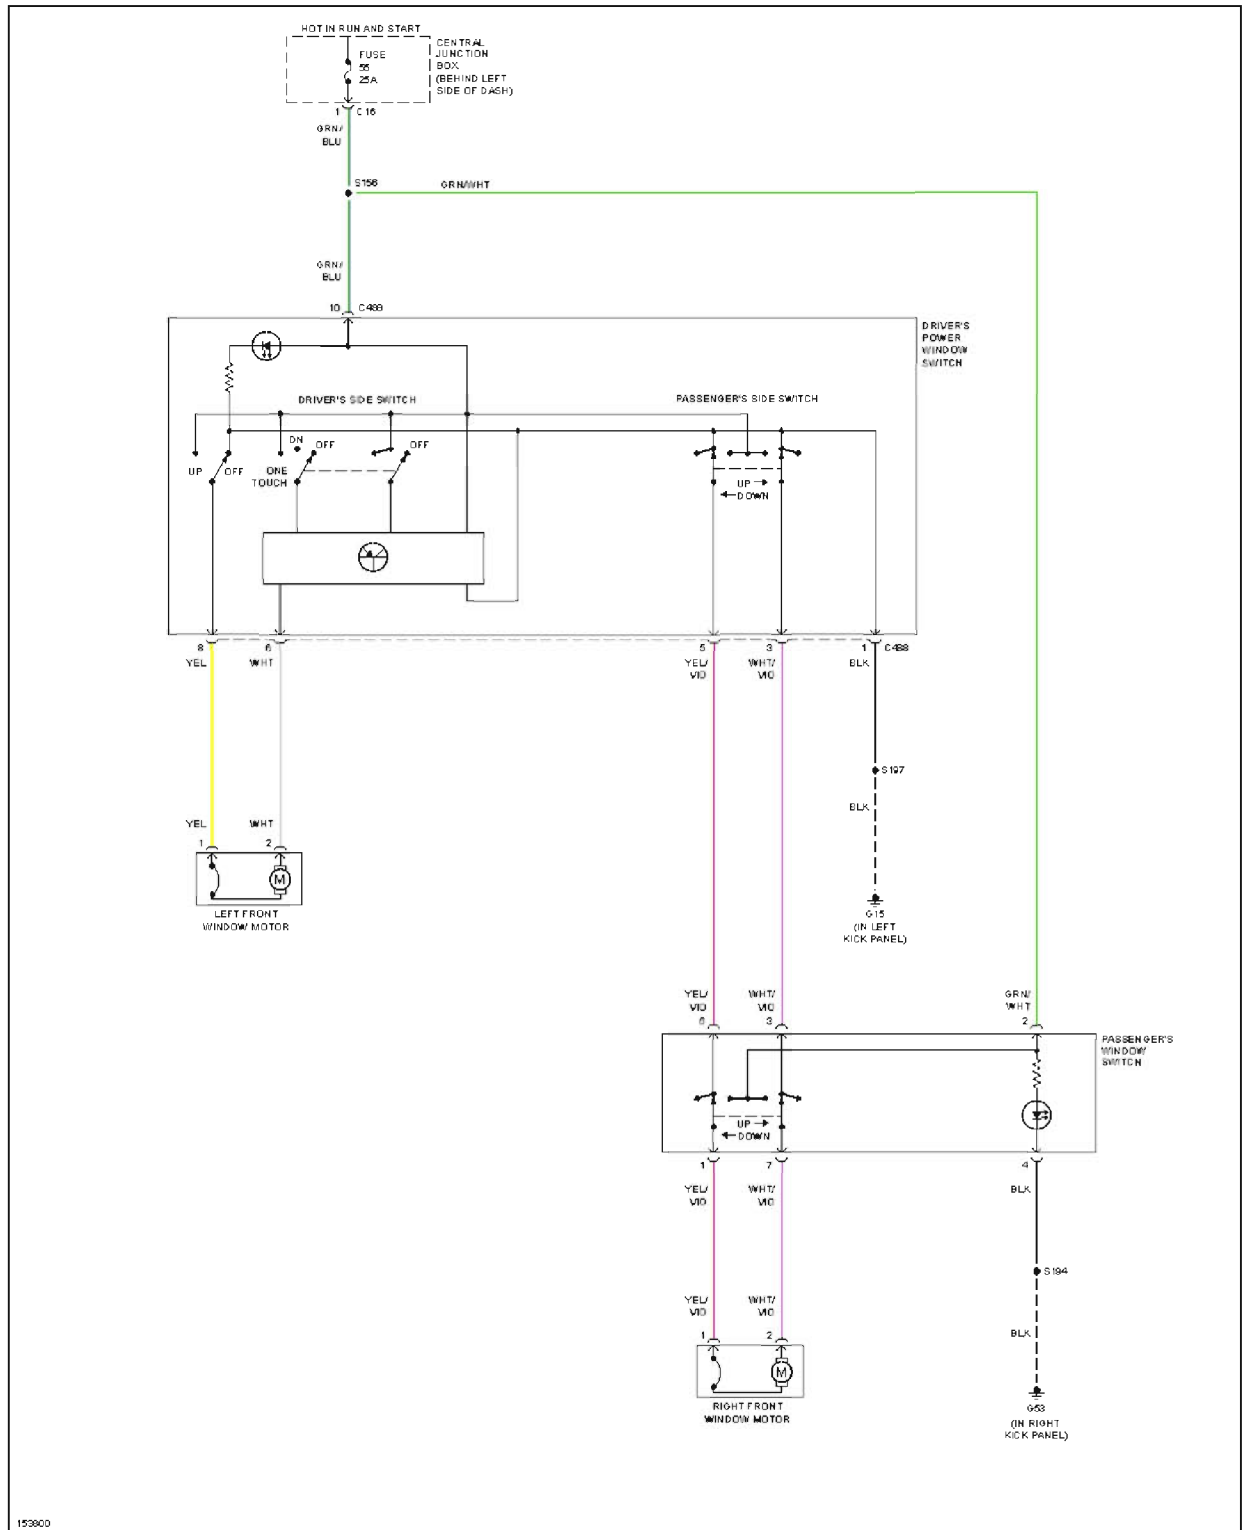 HOT IN RUN AND START
FUSE
55
25A
CENTRAL
JUNCTION
BOX
(BEHIND LEFT
SIDE OF DASH)
1 C16
GRN/
BLU
S156
GRN/WHT
GRN/
BLU
10 C488
DRIVER'S
POWER
WINDOW
SWITCH
DRIVER'S SIDE SWITCH
PASSENGER'S SIDE SWITCH
UP
OFF
ONE
TOUCH
DN
OFF
OFF
UP
DOWN
8 6 5 3 1 C488
YEL
WHT
YEL/
VIO
WHT/
VIO
BLK
S197
BLK
YEL
WHT
1 2
M
LEFT FRONT
WINDOW MOTOR
G15
(IN LEFT
KICK PANEL)
YEL/
VIO
WHT/
VIO
GRN/
WHT
6 3 2
PASSENGER'S
WINDOW
SWITCH
UP
DOWN
1 7 4
YEL/
VIO
WHT/
VIO
BLK
S194
YEL/
VIO
WHT/
VIO
BLK
1 2
M
RIGHT FRONT
WINDOW MOTOR
G53
(IN RIGHT
KICK PANEL)
153800